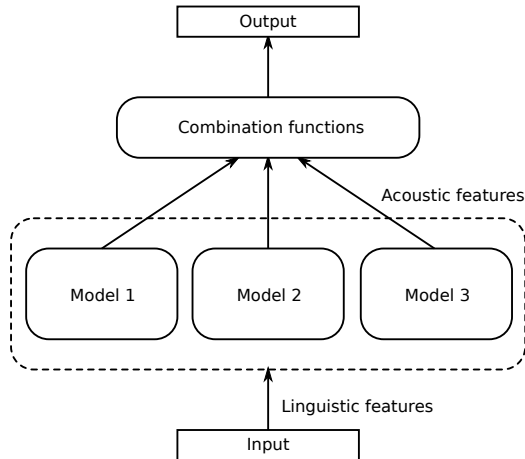 Output
Combination functions
Acoustic features
Model 1
Model 2
Model 3
Linguistic features
Input